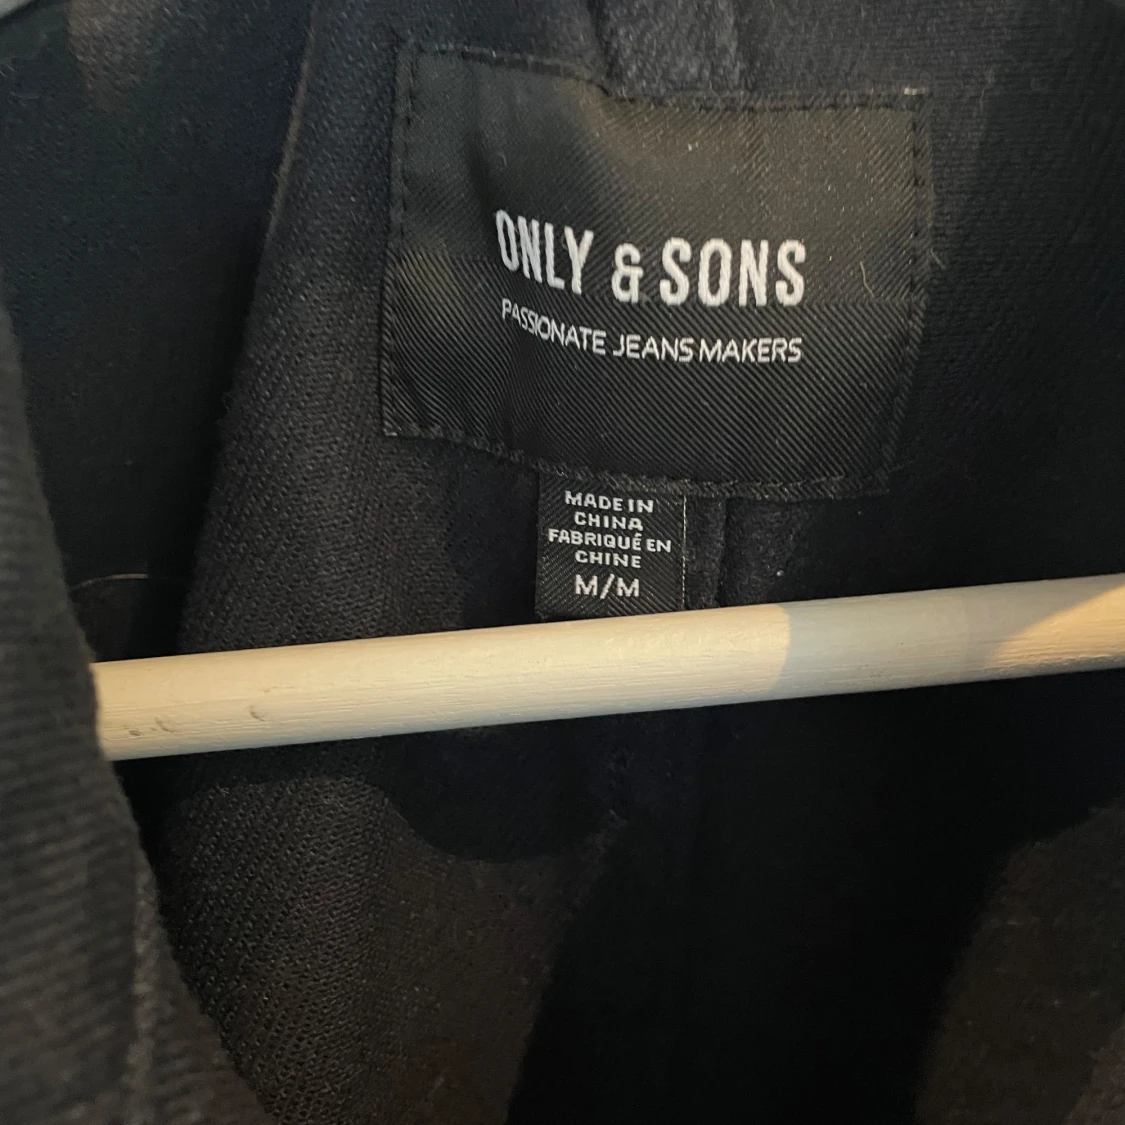 ONLY & SONS
PASSIONATE JEANS MAKERS
MADE IN
CHINA
FABRIQUÉ EN
CHINE
M/M